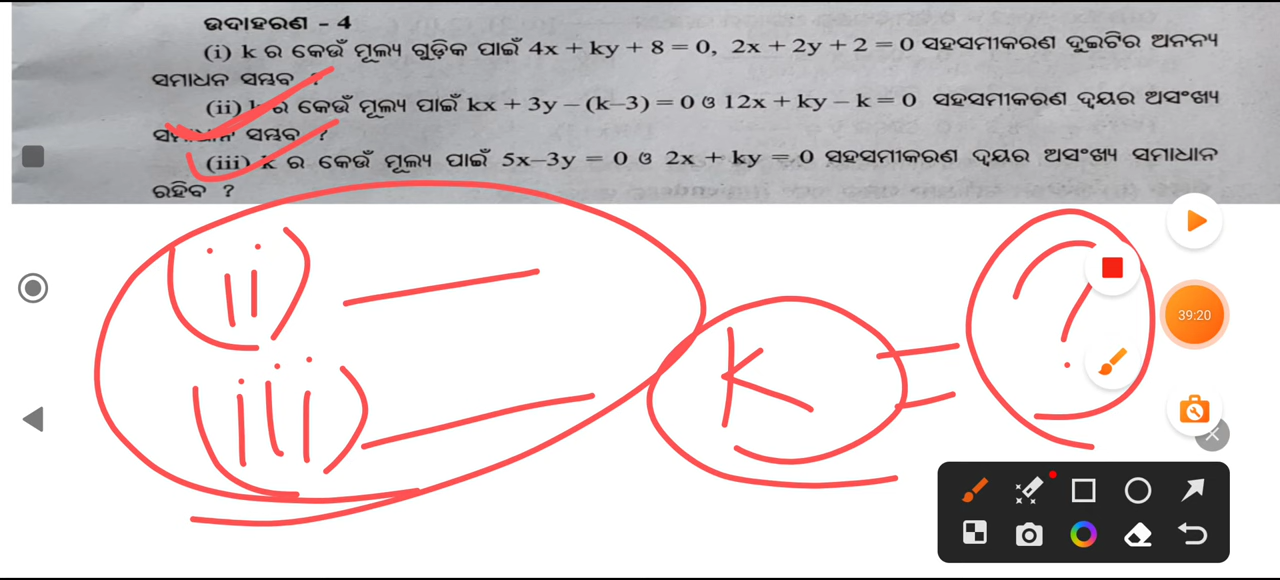 ଉଦାହରଣ - 4
(i) k ର କେଉଁ ମୂଲ୍ୟ ଗୁଡ଼ିକ ପାଇଁ 4x + ky + 8 = 0, 2x + 2y + 2 = 0 ସହସମୀକରଣ ଦୁଇଟିର ଅନନ୍ୟ
ସମାଧାନ ସମ୍ଭବ ?
(ii) k ର କେଉଁ ମୂଲ୍ୟ ପାଇଁ kx + 3y – (k–3) = 0 ଓ 12x + ky – k = 0 ସହସମୀକରଣ ଦ୍ୱୟର ଅସଂଖ୍ୟ
ସମାଧାନ ସମ୍ଭବ ?
(iii) k ର କେଉଁ ମୂଲ୍ୟ ପାଇଁ 5x–3y = 0 ଓ 2x + ky = 0 ସହସମୀକରଣ ଦ୍ୱୟର ଅସଂଖ୍ୟ ସମାଧାନ
ରହିବ ?
ii)
(iii)
K = ?
39:20